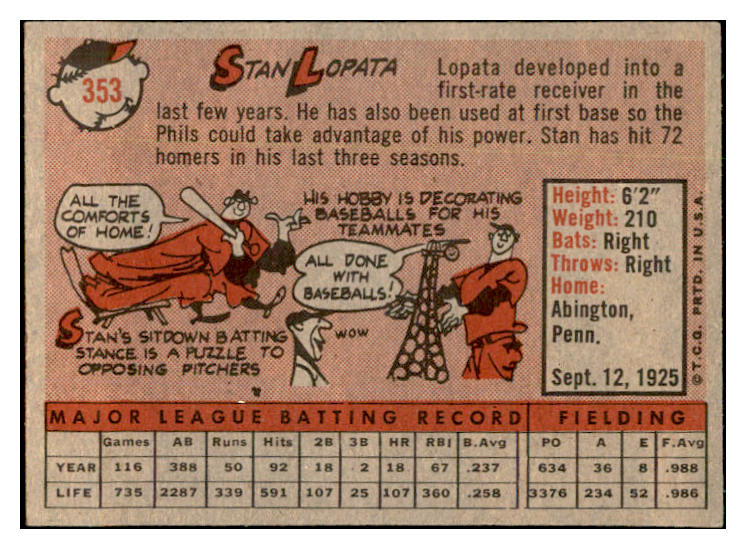 353
STAN LOPATA
Lopata developed into a
first-rate receiver in the
last few years. He has also been used at first base so the
Phils could take advantage of his power. Stan has hit 72
homers in his last three seasons.
ALL THE
COMFORTS
OF HOME!
STAN'S SITDOWN BATTING
STANCE IS A PUZZLE TO
OPPOSING PITCHERS
HIS HOBBY IS DECORATING
BASEBALLS FOR HIS
TEAMMATES
ALL DONE
WITH
BASEBALLS!
WOW
Height: 6'2"
Weight: 210
Bats: Right
Throws: Right
Home:
Abington,
Penn.
Sept. 12, 1925
© T.C.G. PRTD. IN U.S.A.
MAJOR LEAGUE BATTING RECORD FIELDING
Games AB Runs Hits 2B 3B HR RBI B.Avg PO A E F.Avg
YEAR 116 388 50 92 18 2 18 67 .237 634 36 8 .988
LIFE 735 2287 339 591 107 25 107 360 .258 3376 234 52 .986